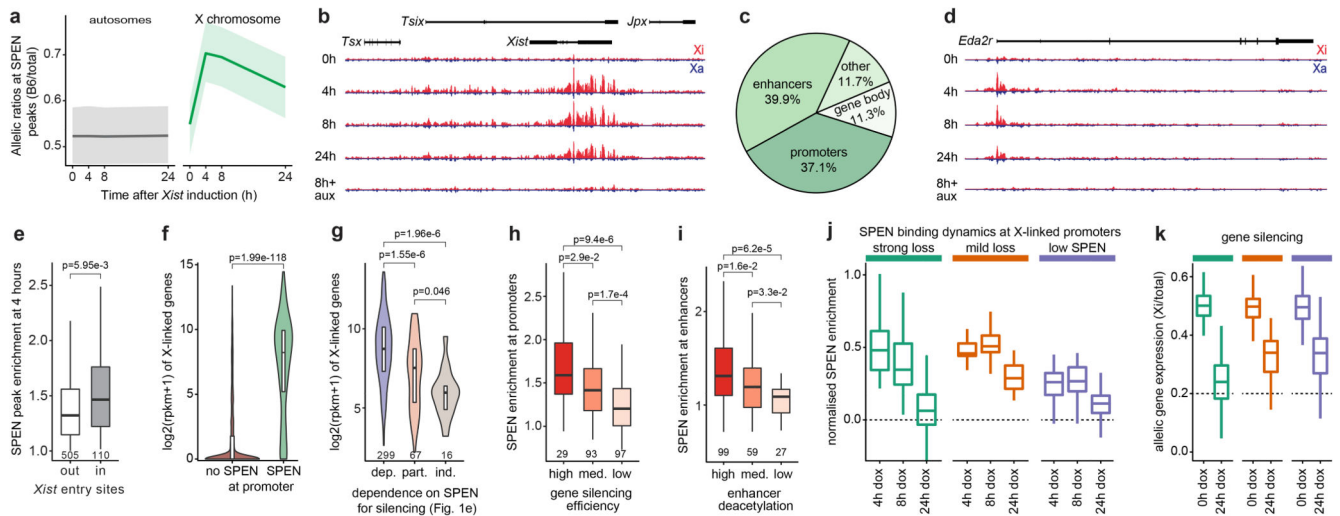 a
autosomes
X chromosome
Allelic ratios at SPEN
peaks (B6/total)
0.7
0.6
0.5
0 4 8 24
0 4 8 24
Time after Xist induction (h)
b
Tsix
Jpx
Tsx
Xist
Xi
Xa
0h
4h
8h
24h
8h+
aux
c
enhancers
39.9%
other
11.7%
gene body
11.3%
promoters
37.1%
d
Eda2r
Xi
Xa
0h
4h
8h
24h
8h+
aux
e
SPEN peak enrichment at 4 hours
p=5.95e-3
2.5
2.0
1.5
1.0
505 110
out in
Xist entry sites
f
log2(rpkm+1) of X-linked genes
p=1.99e-118
10
5
0
no SPEN SPEN
at promoter
g
log2(rpkm+1) of X-linked genes
p=1.96e-6
p=1.55e-6
p=0.046
10
5
299 67 16
dep. part. ind.
dependence on SPEN
for silencing (Fig. 1e)
h
SPEN enrichment at promoters
p=9.4e-6
p=2.9e-2
p=1.7e-4
2.5
2.0
1.5
1.0
29 93 97
high med. low
gene silencing
efficiency
i
SPEN enrichment at enhancers
p=6.2e-5
p=1.6e-2
p=3.3e-2
2
1
99 59 27
high med. low
enhancer
deacetylation
j
SPEN binding dynamics at X-linked promoters
strong loss mild loss low SPEN
normalised SPEN enrichment
1.0
0.5
0.0
4h dox
8h dox
24h dox
4h dox
8h dox
24h dox
4h dox
8h dox
24h dox
k
gene silencing
allelic gene expression (Xi/total)
0.6
0.4
0.2
0.0
0h dox
24h dox
0h dox
24h dox
0h dox
24h dox